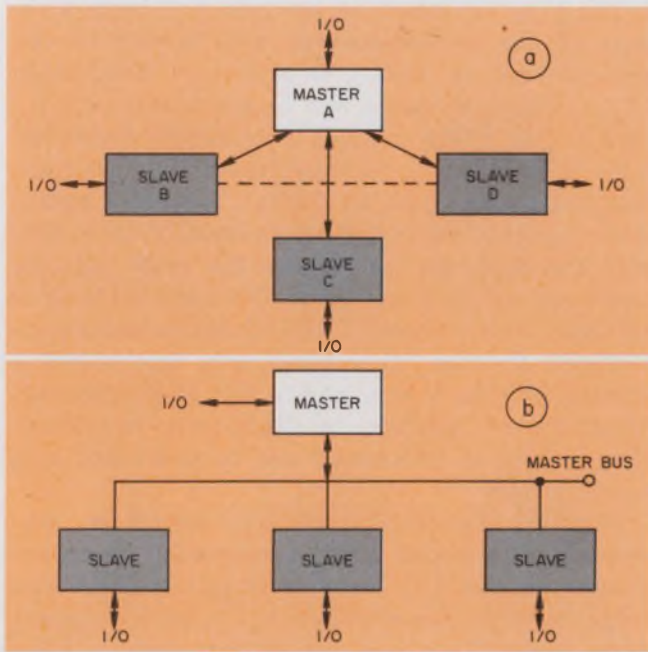 I/O
a
MASTER
A
I/O
SLAVE
B
SLAVE
D
I/O
SLAVE
C
I/O
I/O
MASTER
b
MASTER BUS
SLAVE
SLAVE
SLAVE
I/O
I/O
I/O